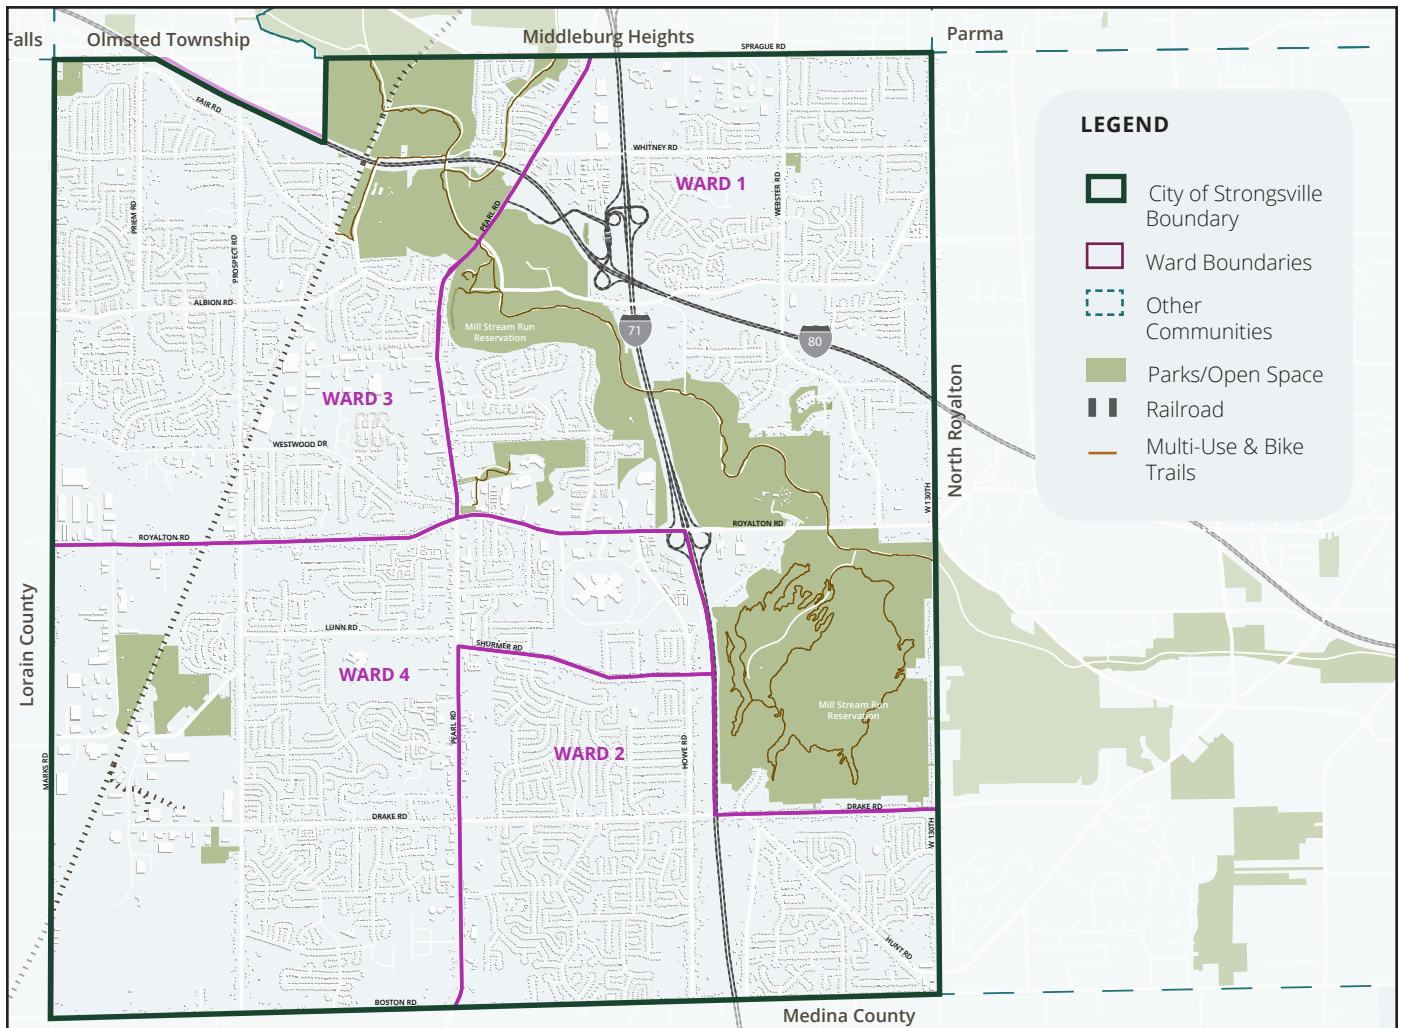 Falls
Olmsted Township
Middleburg Heights
Parma
SPRAGUE RD
FAIR RD
WHITNEY RD
WARD 1
WEBSTER RD
PRIEM RD
PROSPECT RD
PEARL RD
ALBION RD
Mill Stream Run
Reservation
71
80
WARD 3
WESTWOOD DR
North Royalton
W 130TH
ROYALTON RD
ROYALTON RD
Lorain County
LUNN RD
SHURMER RD
WARD 4
PEARL RD
WARD 2
HOWE RD
Mill Stream Run
Reservation
MARKS RD
DRAKE RD
DRAKE RD
W 130TH
HUNT RD
BOSTON RD
Medina County
LEGEND
City of Strongsville
Boundary
Ward Boundaries
Other
Communities
Parks/Open Space
Railroad
Multi-Use & Bike
Trails